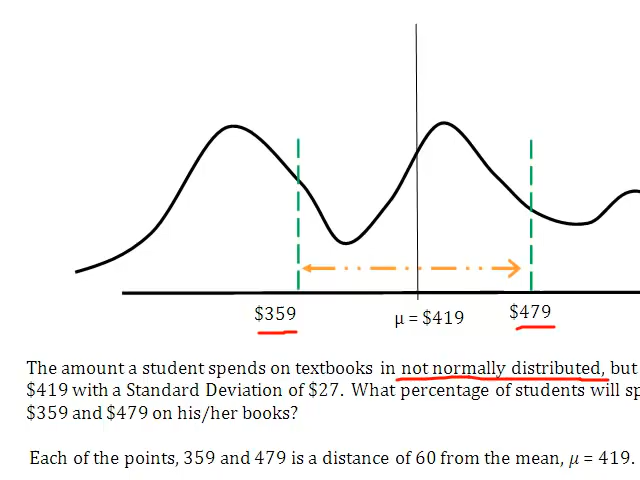 $359
μ = $419
$479
The amount a student spends on textbooks in not normally distributed, but
$419 with a Standard Deviation of $27. What percentage of students will sp
$359 and $479 on his/her books?
Each of the points, 359 and 479 is a distance of 60 from the mean, μ = 419.